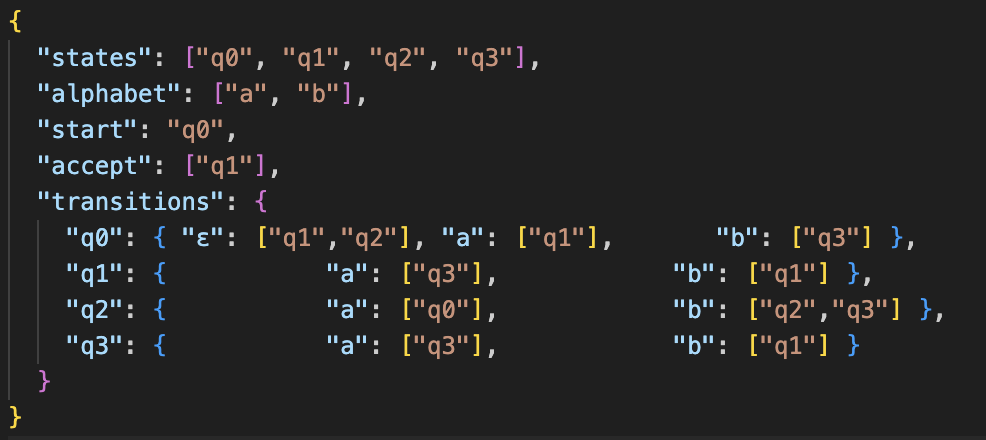 {
  "states": ["q0", "q1", "q2", "q3"],
  "alphabet": ["a", "b"],
  "start": "q0",
  "accept": ["q1"],
  "transitions": {
    "q0": { "ε": ["q1","q2"], "a": ["q1"],       "b": ["q3"] },
    "q1": {            "a": ["q3"],             "b": ["q1"] },
    "q2": {            "a": ["q0"],             "b": ["q2","q3"] },
    "q3": {            "a": ["q3"],             "b": ["q1"] }
  }
}